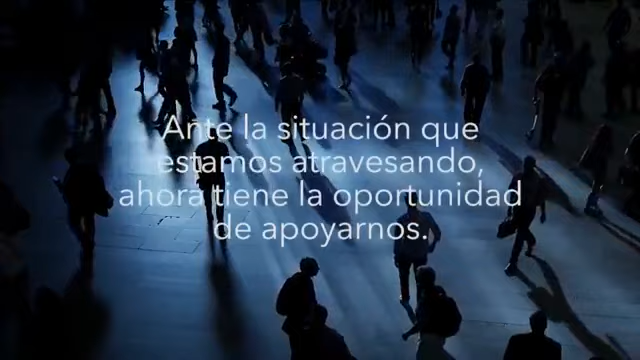 Ante la situación que
estamos atravesando,
ahora tiene la oportunidad
de apoyarnos.